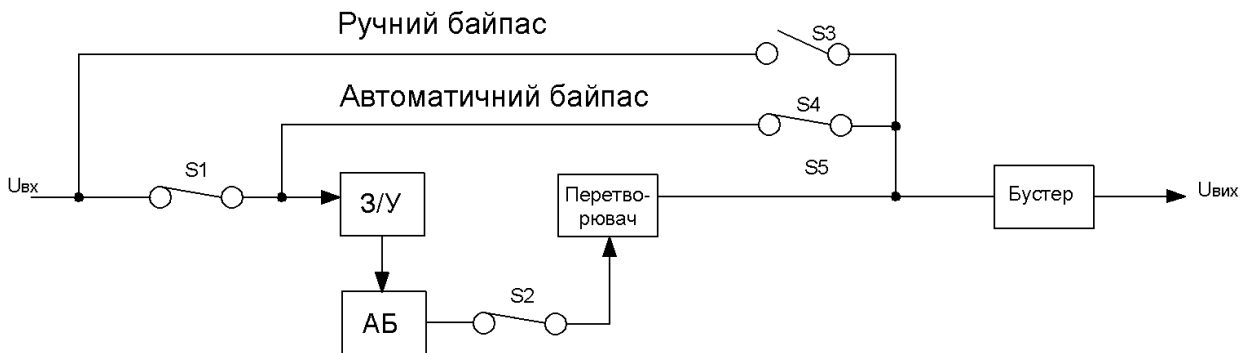 Ручний байпас
S3
Автоматичний байпас
S4
S1
S5
Uвх
З/У
Перетво-
рювач
Бустер
Uвих
S2
АБ